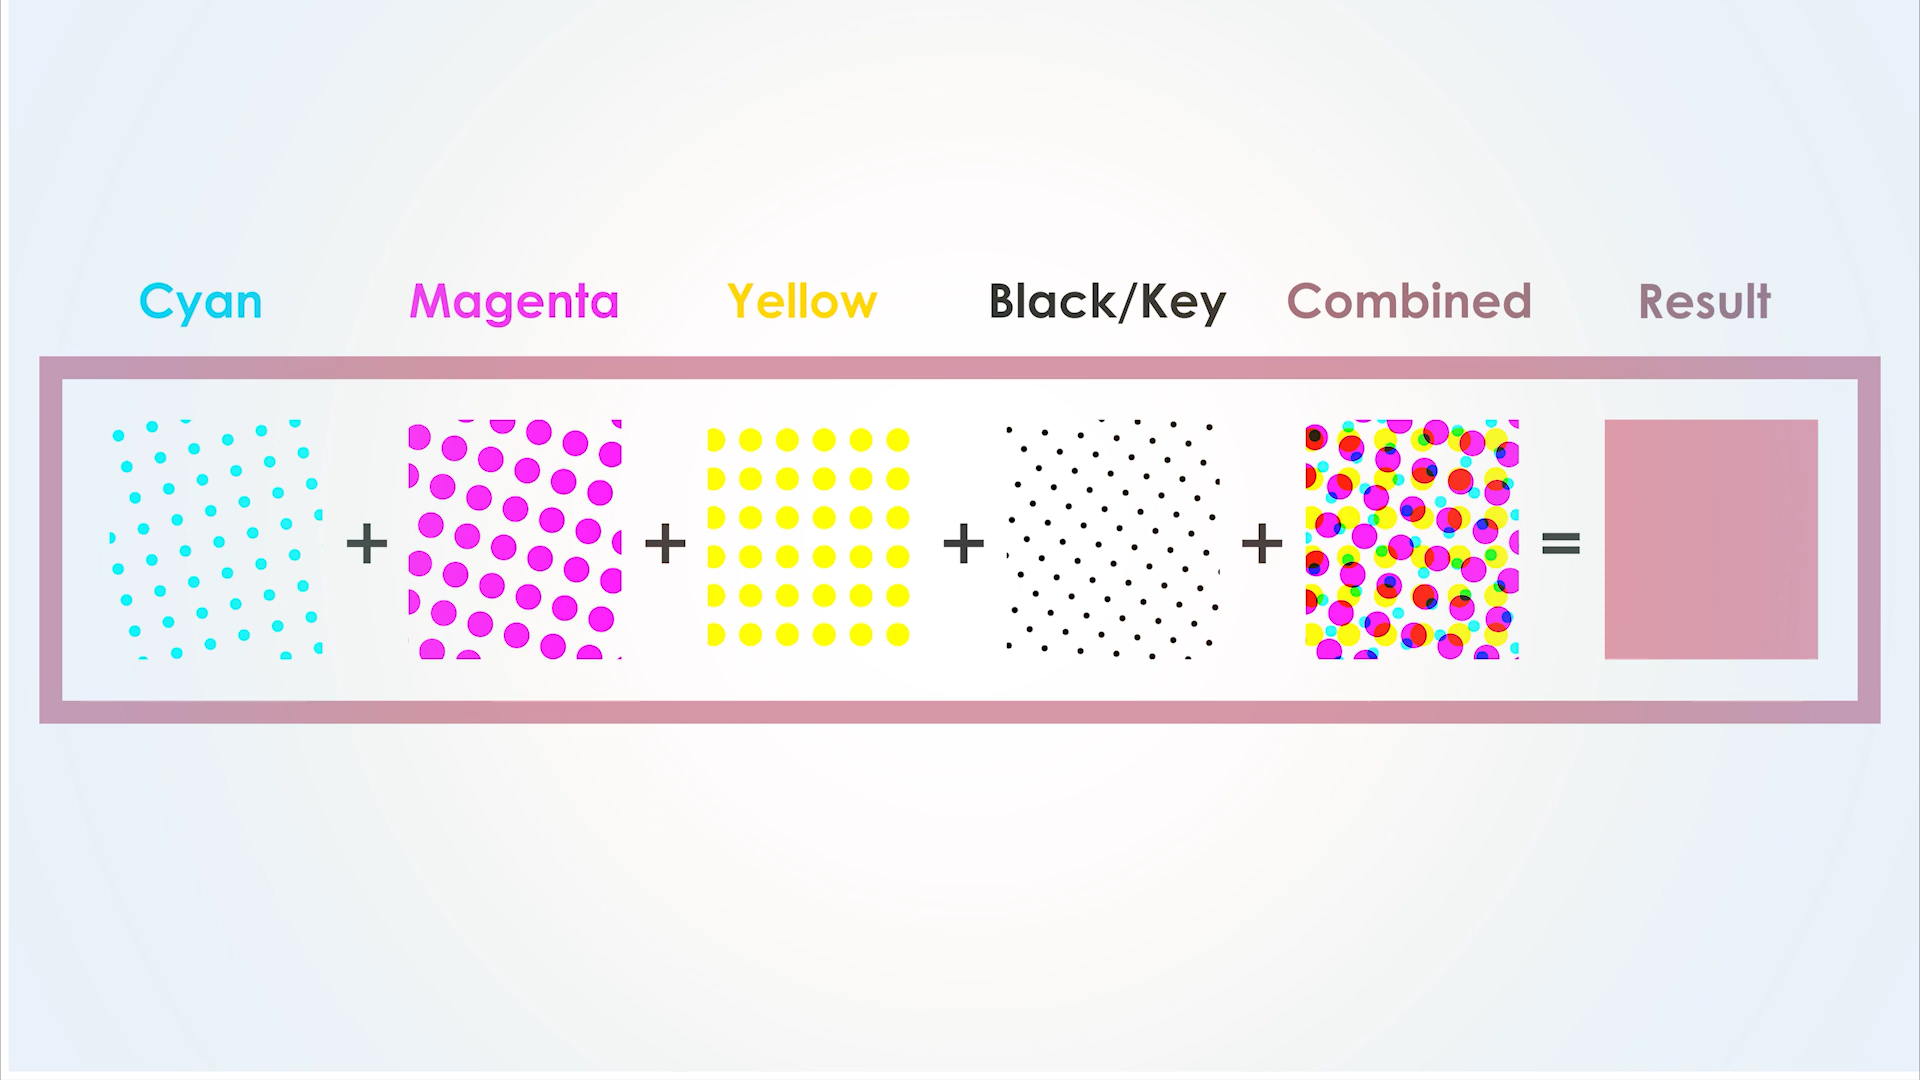 Cyan Magenta Yellow Black/Key Combined Result
+ + + + =